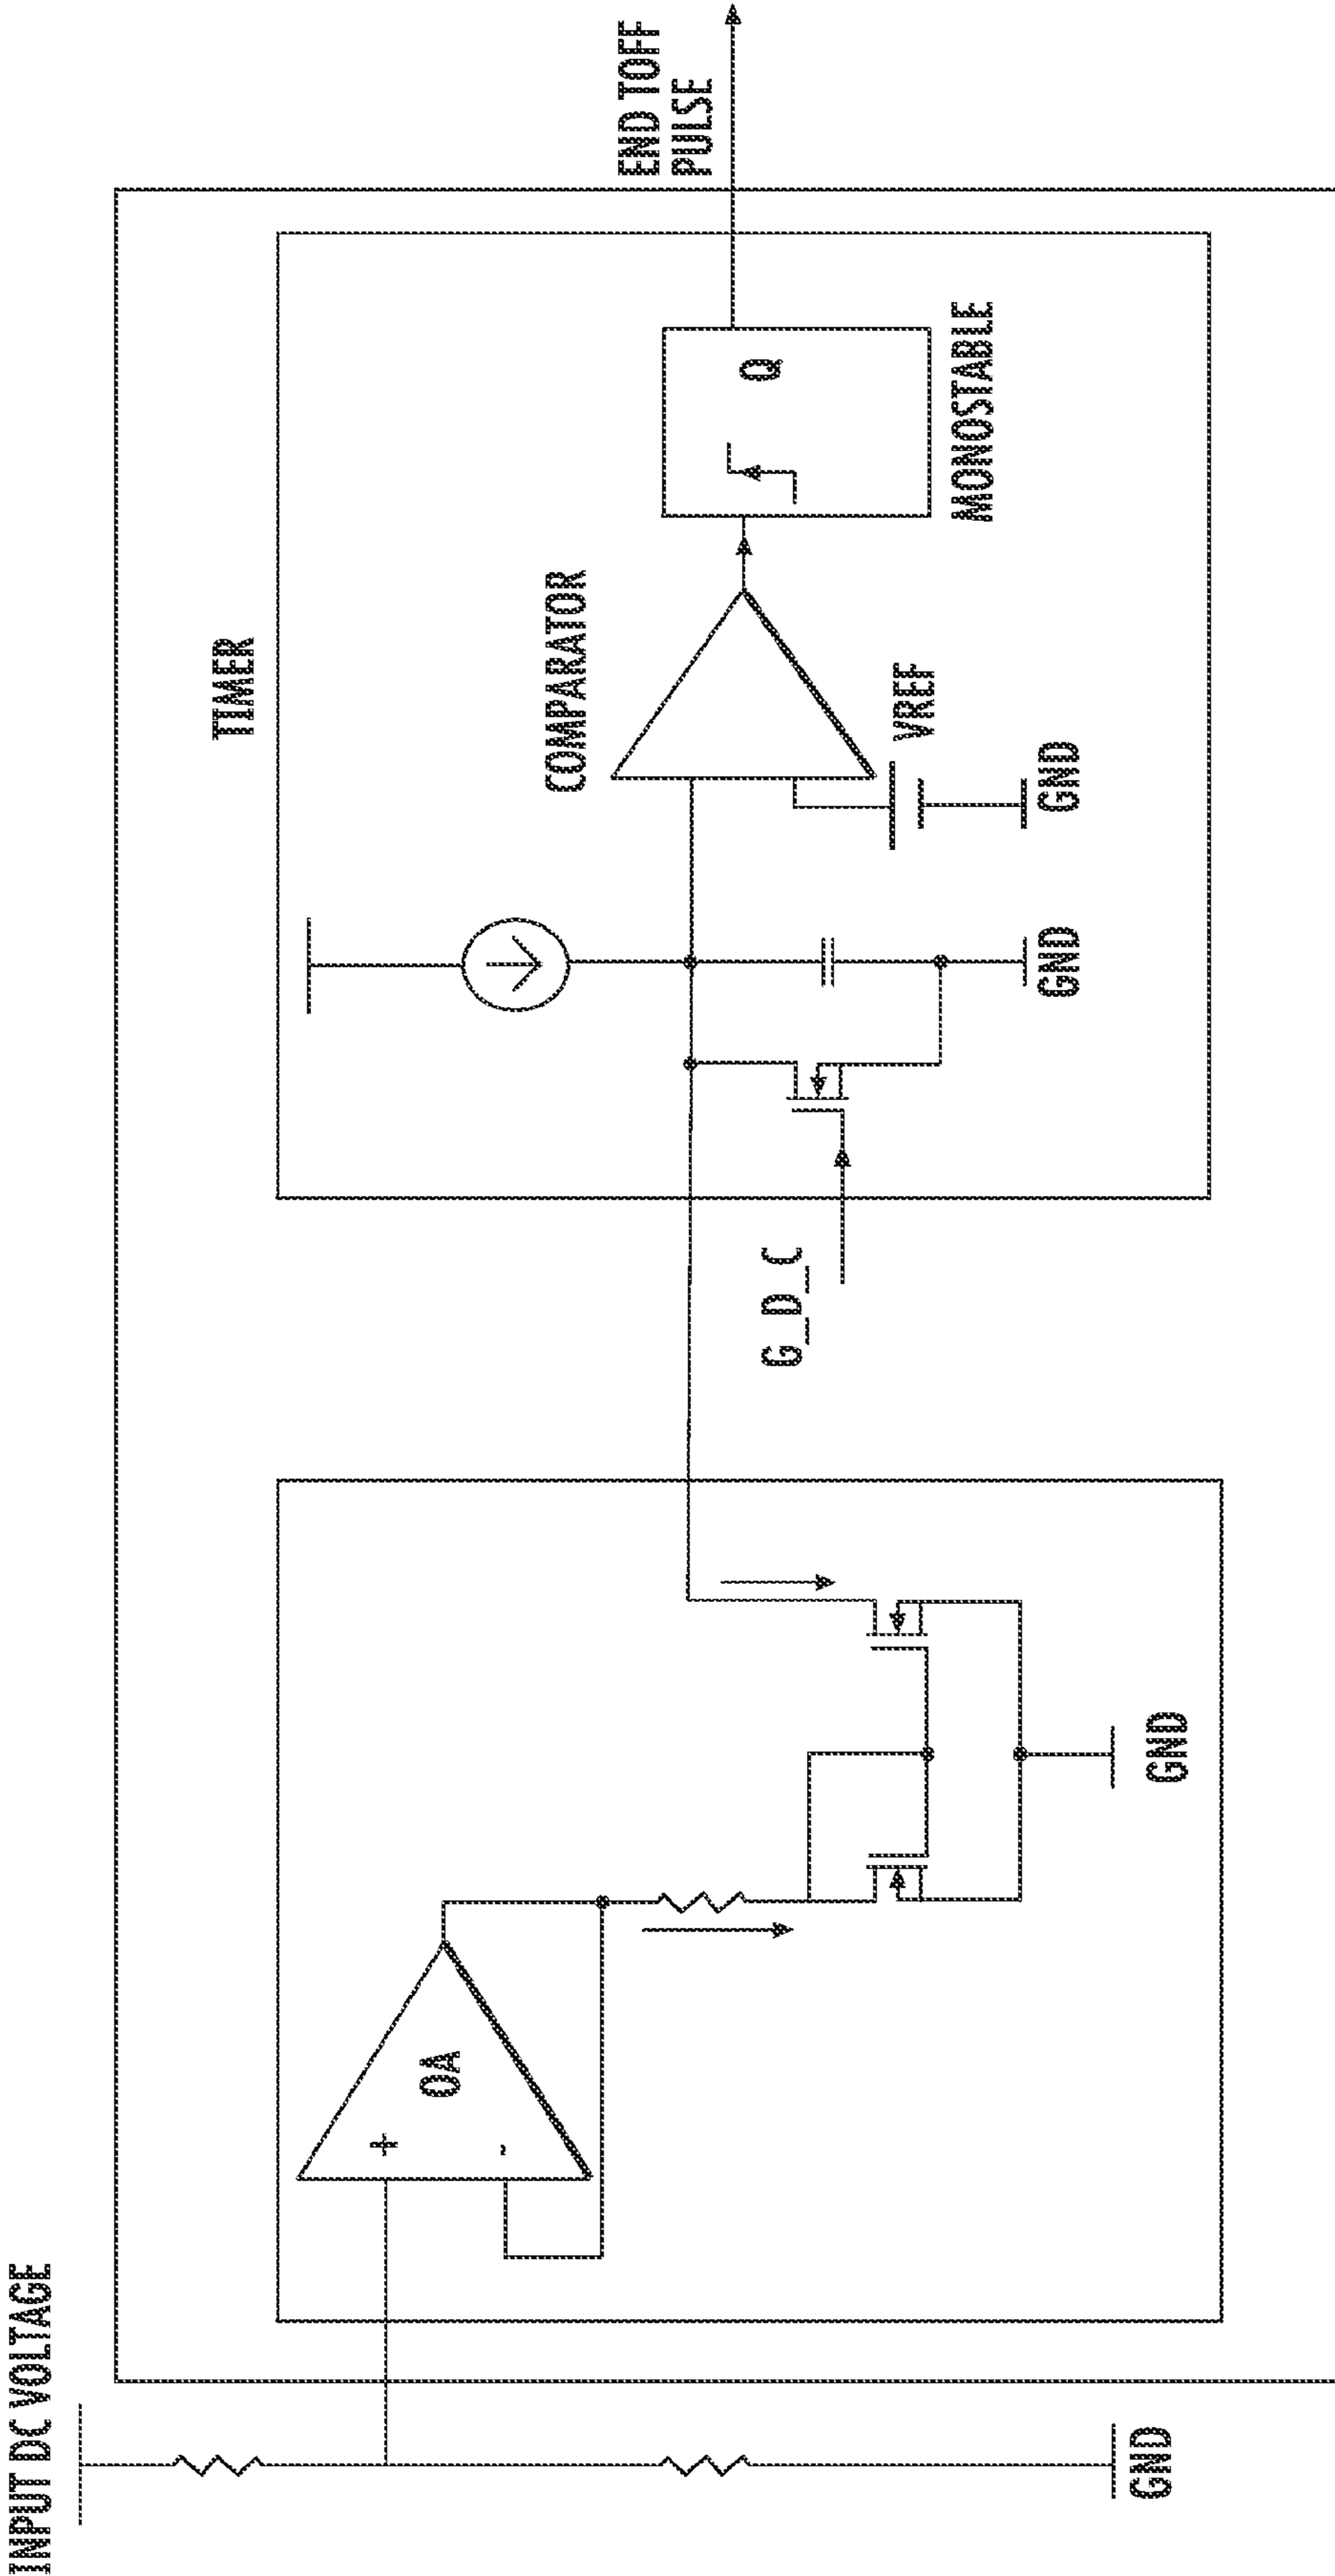 INPUT DC VOLTAGE
GND
+
-
OA
GND
G_D_C
TIMER
GND
GND
VREF
COMPARATOR
MONOSTABLE
Q
END TOFF
PULSE